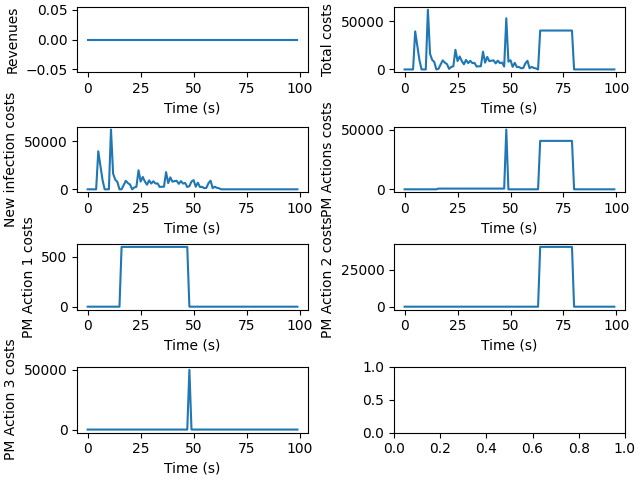 Revenues
0.05
0.00
−0.05
0 25 50 75 100
Time (s)
Total costs
50000
0
0 25 50 75 100
Time (s)
New infection costs
50000
0
0 25 50 75 100
Time (s)
PM Actions costs
50000
0
0 25 50 75 100
Time (s)
PM Action 1 costs
500
0
0 25 50 75 100
Time (s)
PM Action 2 costs
25000
0
0 25 50 75 100
Time (s)
PM Action 3 costs
50000
0
0 25 50 75 100
Time (s)
1.0
0.5
0.0
0.0 0.2 0.4 0.6 0.8 1.0